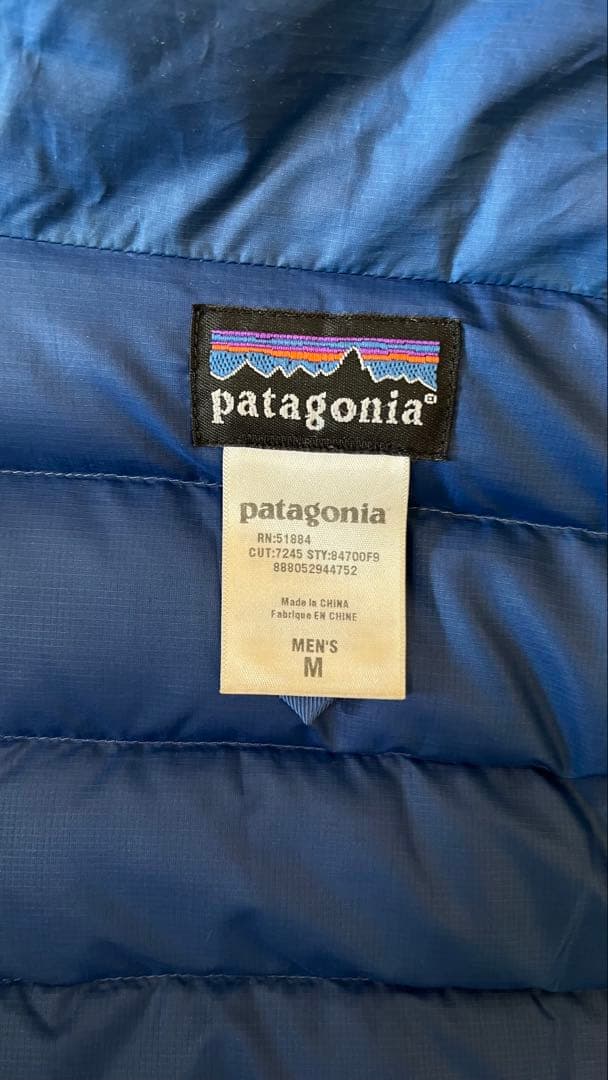 patagonia®
patagonia
RN:51884
CUT:7245 STY:84700F9
888052944752
Made in CHINA
Fabrique EN CHINE
MEN'S
M